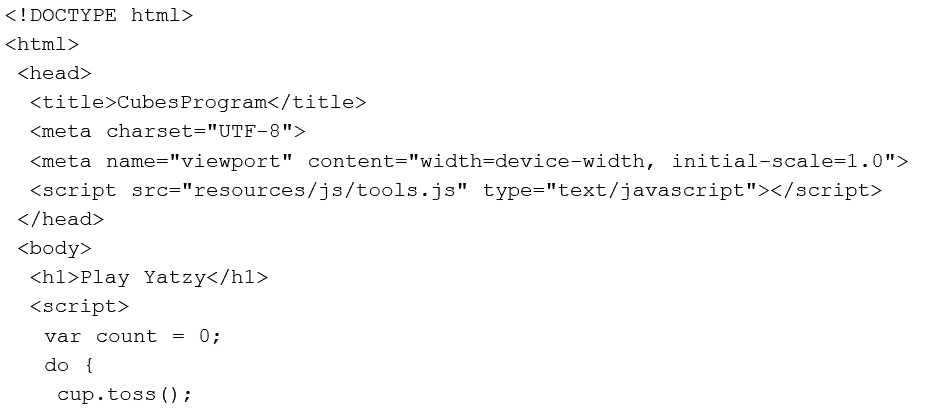 <!DOCTYPE html>
<html>
<head>
<title>CubesProgram</title>
<meta charset="UTF-8">
<meta name="viewport" content="width=device-width, initial-scale=1.0">
<script src="resources/js/tools.js" type="text/javascript"></script>
</head>
<body>
<h1>Play Yatzy</h1>
<script>
var count = 0;
do {
cup.toss();